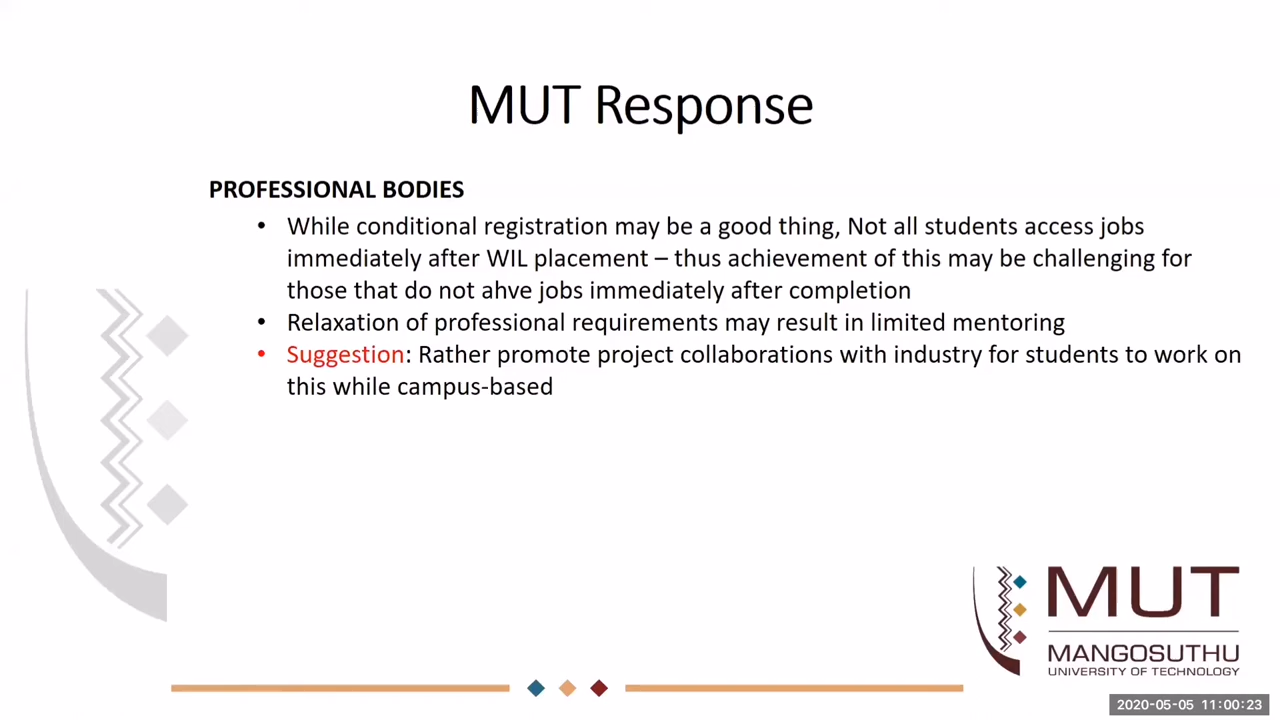 MUT Response
PROFESSIONAL BODIES
• While conditional registration may be a good thing, Not all students access jobs
immediately after WIL placement – thus achievement of this may be challenging for
those that do not ahve jobs immediately after completion
• Relaxation of professional requirements may result in limited mentoring
• Suggestion: Rather promote project collaborations with industry for students to work on
this while campus-based
MUT
MANGOSUTHU
UNIVERSITY OF TECHNOLOGY
2020-05-05 11:00:23